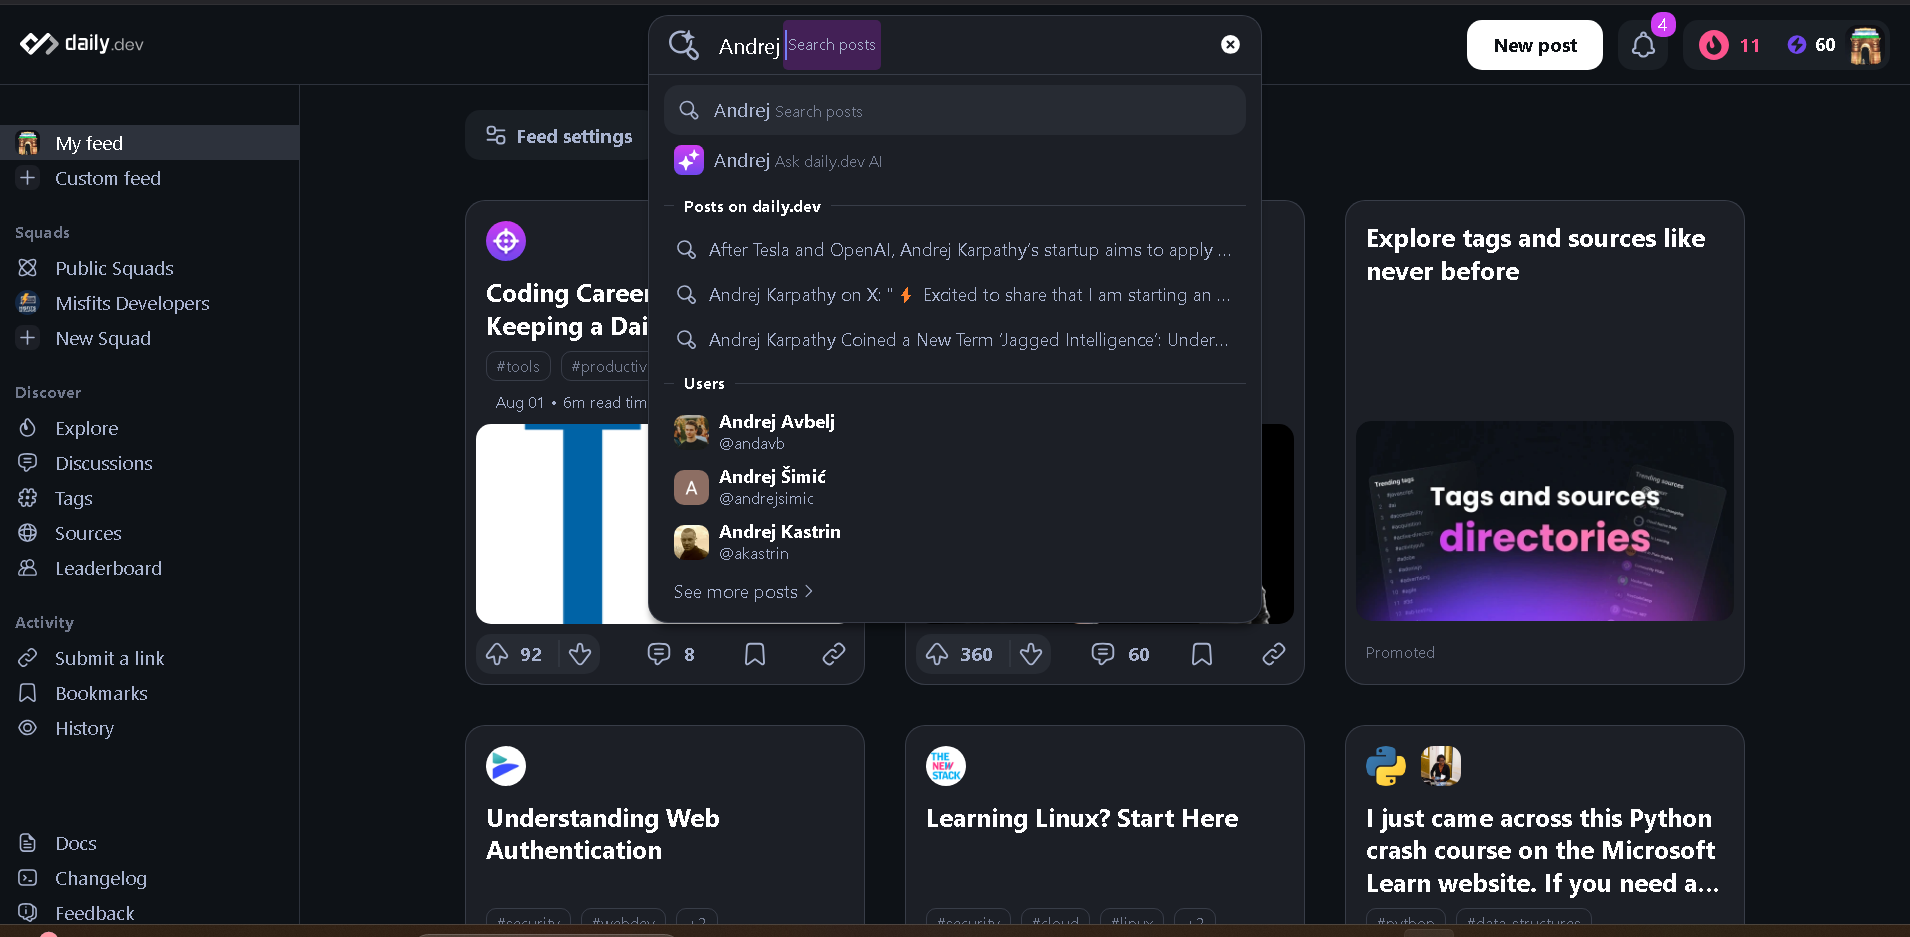 daily.dev
Andrej Search posts
New post
4
11
60
Andrej Search posts
Andrej Ask daily.dev AI
Posts on daily.dev
After Tesla and OpenAI, Andrej Karpathy's startup aims to apply ...
Andrej Karpathy on X: "⚡ Excited to share that I am starting an ...
Andrej Karpathy Coined a New Term 'Jagged Intelligence': Under...
Users
Andrej Avbelj
@andavb
A
Andrej Šimić
@andrejsimic
Andrej Kastrin
@akastrin
See more posts
My feed
Custom feed
Squads
Public Squads
Misfits Developers
New Squad
Discover
Explore
Discussions
Tags
Sources
Leaderboard
Activity
Submit a link
Bookmarks
History
Docs
Changelog
Feedback
Feed settings
Coding Career
Keeping a Dai
#tools
#productiv
Aug 01 • 6m read tim
92
8
360
60
Explore tags and sources like
never before
Trending tags
Trending sources
Tags and sources
directories
Promoted
Understanding Web
Authentication
#security
#webdev
+2
THE
NEW
STACK
Learning Linux? Start Here
#security
#cloud
#linux
+2
I just came across this Python
crash course on the Microsoft
Learn website. If you need a...
#python
#data-structures